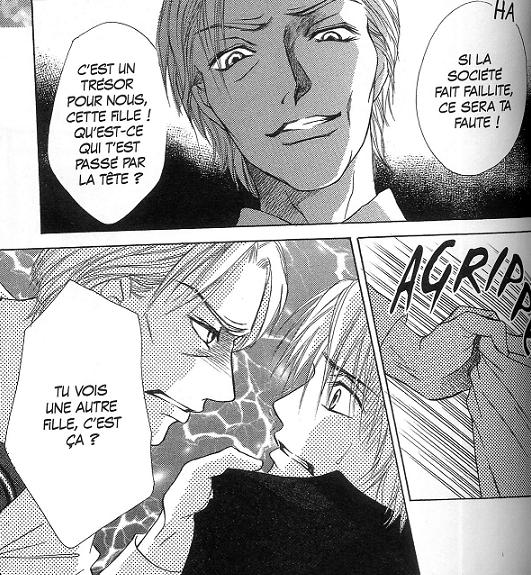 HA
SI LA
SOCIÉTÉ
FAIT FAILLITE,
CE SERA TA
FAUTE !
C'EST UN
TRÉSOR
POUR NOUS,
CETTE FILLE !
QU'EST-CE
QUI T'EST
PASSÉ PAR
LA TÊTE ?
AGRIPP
TU VOIS
UNE AUTRE
FILLE, C'EST
ÇA ?